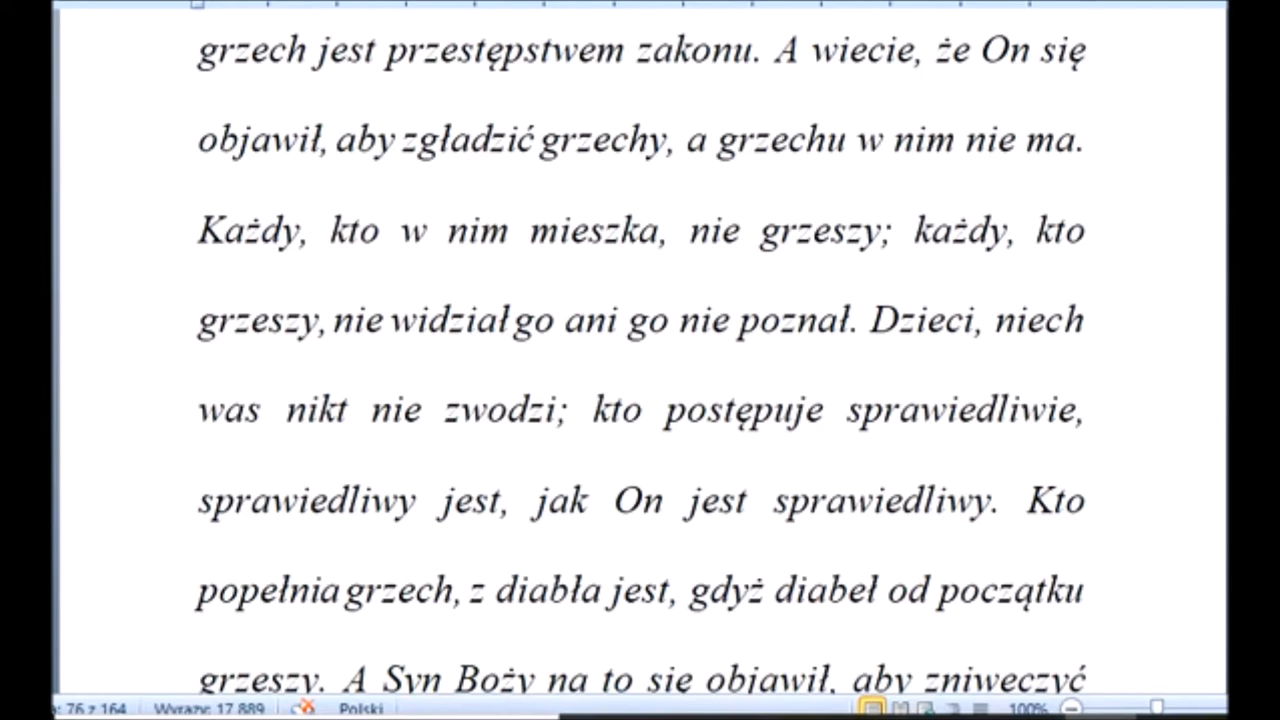 grzech jest przestępstwem zakonu. A wiecie, że On się
objawił, aby zgładzić grzechy, a grzechu w nim nie ma.
Każdy, kto w nim mieszka, nie grzeszy; każdy, kto
grzeszy, nie widział go ani go nie poznał. Dzieci, niech
was nikt nie zwodzi; kto postępuje sprawiedliwie,
sprawiedliwy jest, jak On jest sprawiedliwy. Kto
popełnia grzech, z diabła jest, gdyż diabeł od początku
grzeszy. A Syn Boży na to się objawił, aby zniweczyć
: 76 z 164 Wyrazy: 17 889 Polski 100%